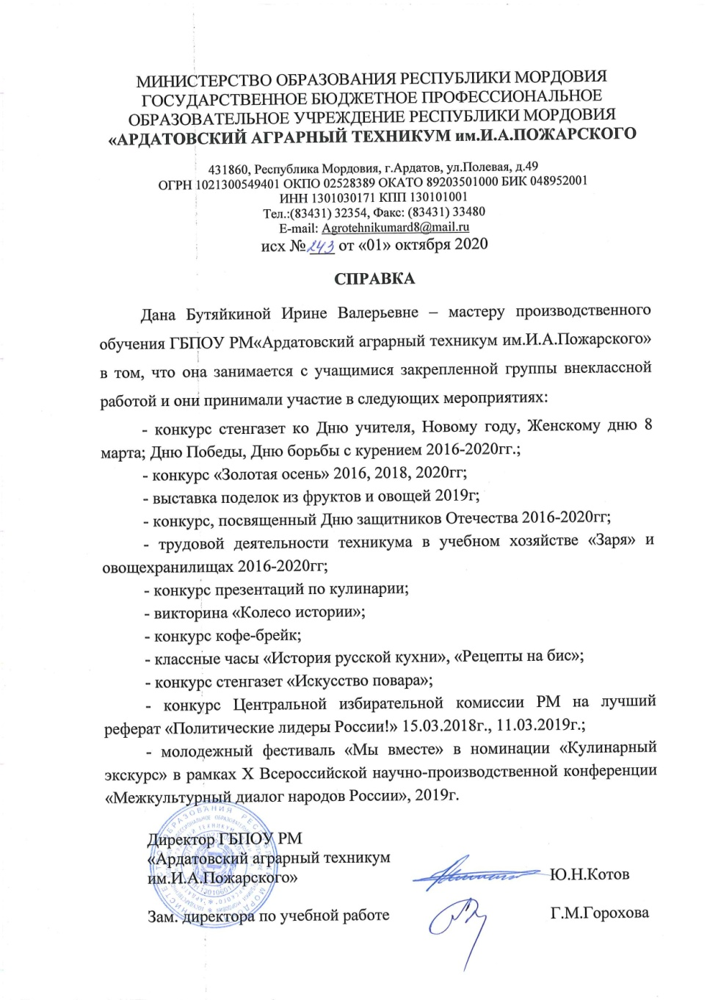 МИНИСТЕРСТВО ОБРАЗОВАНИЯ РЕСПУБЛИКИ МОРДОВИЯ
ГОСУДАРСТВЕННОЕ БЮДЖЕТНОЕ ПРОФЕССИОНАЛЬНОЕ
ОБРАЗОВАТЕЛЬНОЕ УЧРЕЖДЕНИЕ РЕСПУБЛИКИ МОРДОВИЯ
«АРДАТОВСКИЙ АГРАРНЫЙ ТЕХНИКУМ им.И.А.ПОЖАРСКОГО
431860, Республика Мордовия, г.Ардатов, ул.Полевая, д.49
ОГРН 1021300549401 ОКПО 02528389 ОКАТО 89203501000 БИК 048952001
ИНН 1301030171 КПП 130101001
Тел.:(83431) 32354, Факс: (83431) 33480
E-mail: Agrotehnikumard8@mail.ru
исх № 243 от «01» октября 2020
СПРАВКА
Дана Бутяйкиной Ирине Валерьевне – мастеру производственного
обучения ГБПОУ РМ«Ардатовский аграрный техникум им.И.А.Пожарского»
в том, что она занимается с учащимися закрепленной группы внеклассной
работой и они принимали участие в следующих мероприятиях:
- конкурс стенгазет ко Дню учителя, Новому году, Женскому дню 8
марта; Дню Победы, Дню борьбы с курением 2016-2020гг.;
- конкурс «Золотая осень» 2016, 2018, 2020гг;
- выставка поделок из фруктов и овощей 2019г;
- конкурс, посвященный Дню защитников Отечества 2016-2020гг;
- трудовой деятельности техникума в учебном хозяйстве «Заря» и
овощехранилищах 2016-2020гг;
- конкурс презентаций по кулинарии;
- викторина «Колесо истории»;
- конкурс кофе-брейк;
- классные часы «История русской кухни», «Рецепты на бис»;
- конкурс стенгазет «Искусство повара»;
- конкурс Центральной избирательной комиссии РМ на лучший
реферат «Политические лидеры России!» 15.03.2018г., 11.03.2019г.;
- молодежный фестиваль «Мы вместе» в номинации «Кулинарный
экскурс» в рамках X Всероссийской научно-производственной конференции
«Межкультурный диалог народов России», 2019г.
Директор ГБПОУ РМ
«Ардатовский аграрный техникум
им.И.А.Пожарского» Ю.Н.Котов
Зам. директора по учебной работе Г.М.Горохова